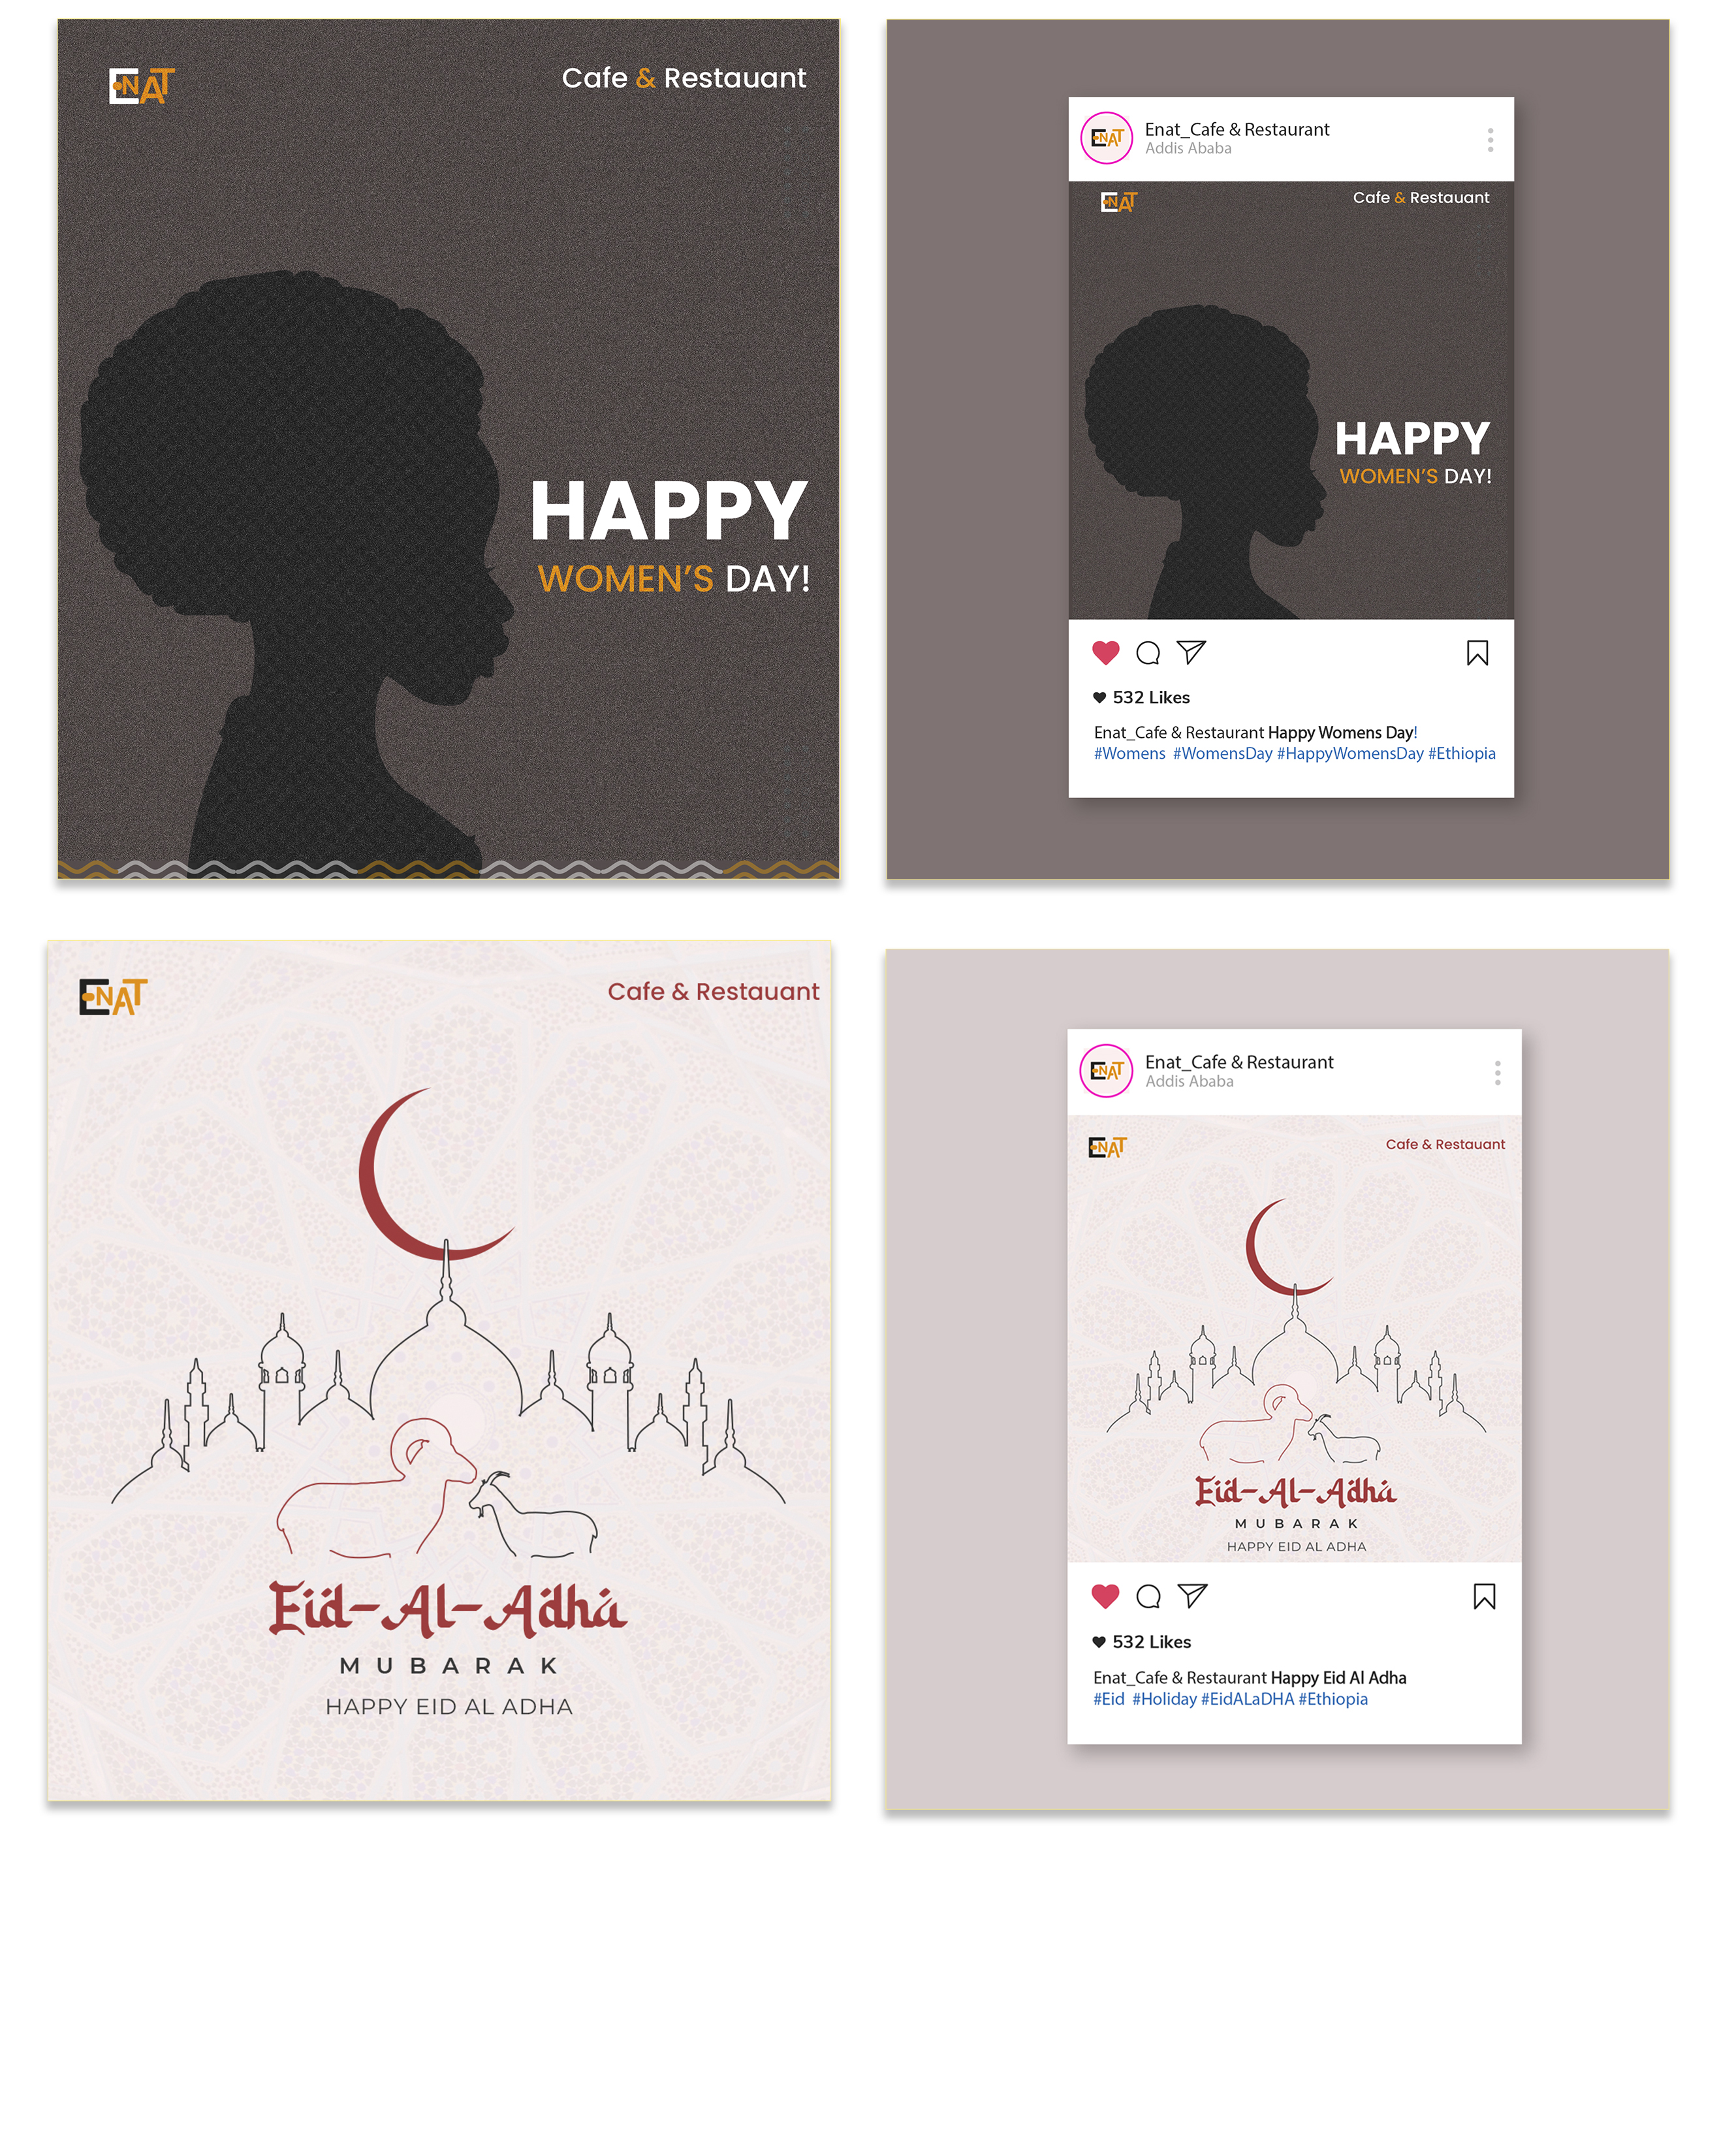 ENAT
Cafe & Restauant
HAPPY
WOMEN'S DAY!
ENAT
Enat_Cafe & Restaurant
Addis Ababa
ENAT
Cafe & Restauant
HAPPY
WOMEN'S DAY!
532 Likes
Enat_Cafe & Restaurant Happy Womens Day!
#Womens #WomensDay #HappyWomensDay #Ethiopia
ENAT
Cafe & Restauant
Eid-Al-Adha
MUBARAK
HAPPY EID AL ADHA
ENAT
Enat_Cafe & Restaurant
Addis Ababa
ENAT
Cafe & Restauant
Eid-Al-Adha
MUBARAK
HAPPY EID AL ADHA
532 Likes
Enat_Cafe & Restaurant Happy Eid Al Adha
#Eid #Holiday #EidALaDHA #Ethiopia